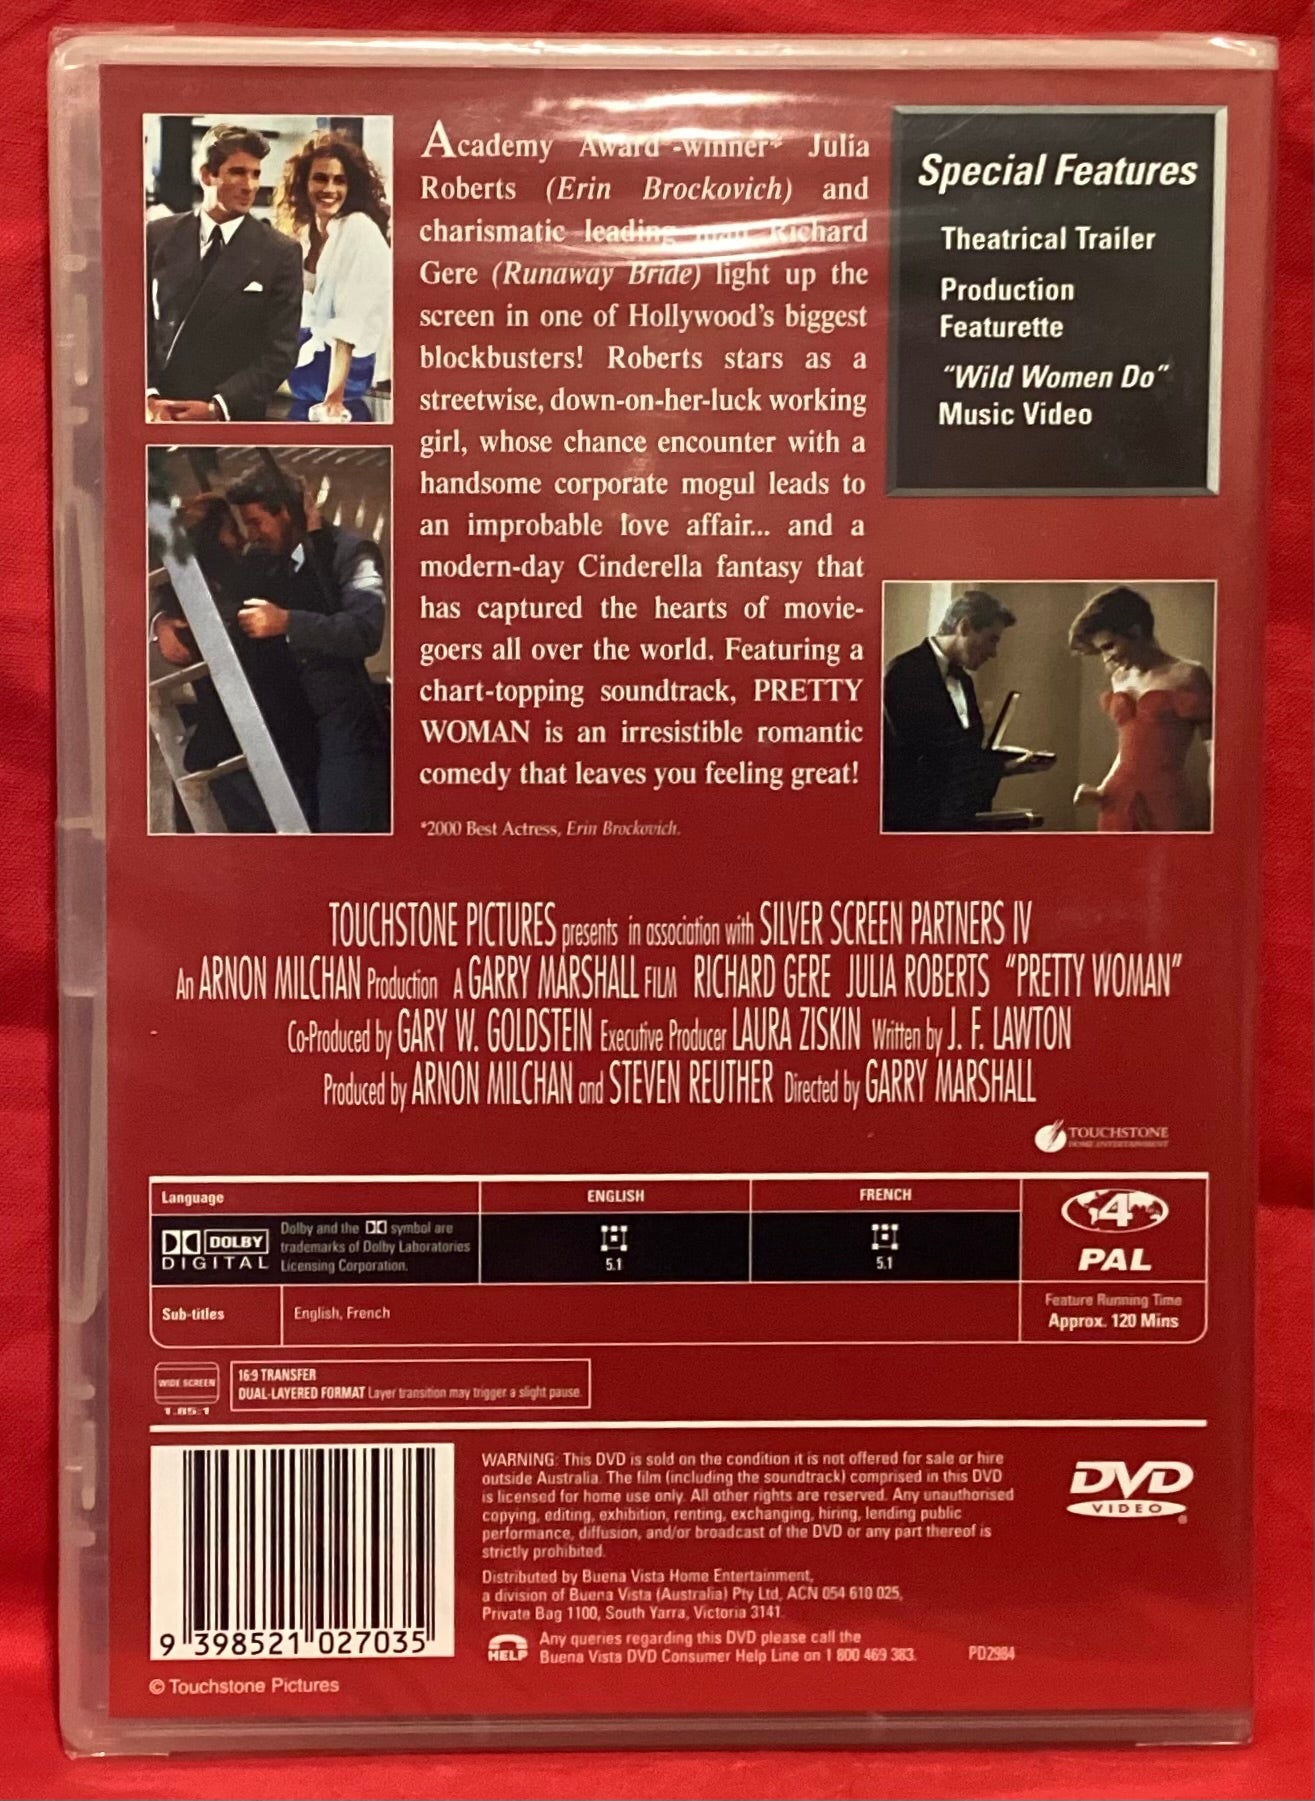 Academy Award®-winner* Julia
Roberts (Erin Brockovich) and
charismatic leading man Richard
Gere (Runaway Bride) light up the
screen in one of Hollywood's biggest
blockbusters! Roberts stars as a
streetwise, down-on-her-luck working
girl, whose chance encounter with a
handsome corporate mogul leads to
an improbable love affair... and a
modern-day Cinderella fantasy that
has captured the hearts of movie-
goers all over the world. Featuring a
chart-topping soundtrack, PRETTY
WOMAN is an irresistible romantic
comedy that leaves you feeling great!
*2000 Best Actress, Erin Brockovich.
Special Features
Theatrical Trailer
Production
Featurette
"Wild Women Do"
Music Video
TOUCHSTONE PICTURES presents in association with SILVER SCREEN PARTNERS IV
An ARNON MILCHAN Production A GARRY MARSHALL FILM RICHARD GERE JULIA ROBERTS "PRETTY WOMAN"
Co-Produced by GARY W. GOLDSTEIN Executive Producer LAURA ZISKIN Written by J. F. LAWTON
Produced by ARNON MILCHAN and STEVEN REUTHER Directed by GARRY MARSHALL
TOUCHSTONE
HOME ENTERTAINMENT
Language ENGLISH FRENCH
DOLBY
DIGITAL
Dolby and the symbol are
trademarks of Dolby Laboratories
Licensing Corporation.
5.1 5.1
4
PAL
Sub-titles English, French
Feature Running Time
Approx. 120 Mins
WIDE SCREEN
1.85:1
16:9 TRANSFER
DUAL-LAYERED FORMAT Layer transition may trigger a slight pause.
WARNING: This DVD is sold on the condition it is not offered for sale or hire
outside Australia. The film (including the soundtrack) comprised in this DVD
is licensed for home use only. All other rights are reserved. Any unauthorised
copying, editing, exhibition, renting, exchanging, hiring, lending public
performance, diffusion, and/or broadcast of the DVD or any part thereof is
strictly prohibited.
Distributed by Buena Vista Home Entertainment,
a division of Buena Vista (Australia) Pty Ltd, ACN 054 610 025,
Private Bag 1100, South Yarra, Victoria 3141.
HELP
Any queries regarding this DVD please call the
Buena Vista DVD Consumer Help Line on 1 800 469 383.
PD2984
DVD
VIDEO
9 398521 027035
© Touchstone Pictures